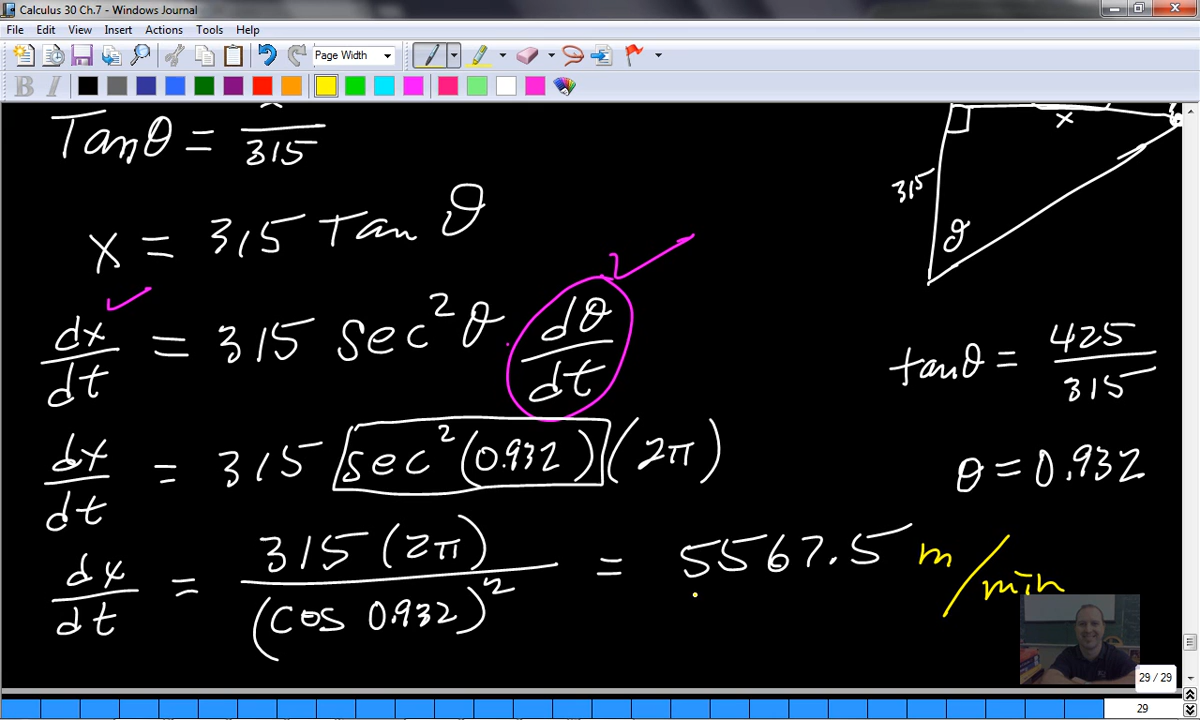 Calculus 30 Ch.7 - Windows Journal
File Edit View Insert Actions Tools Help
Page Width
B I
Tanθ = x/315
x = 315 Tan θ
dx/dt = 315 sec²θ · dθ/dt
dx/dt = 315 sec²(0.932)(2π)
dx/dt = 315(2π)/(cos 0.932)² = 5567.5 m/min
x
315
θ
tanθ = 425/315
θ = 0.932
29 / 29
29